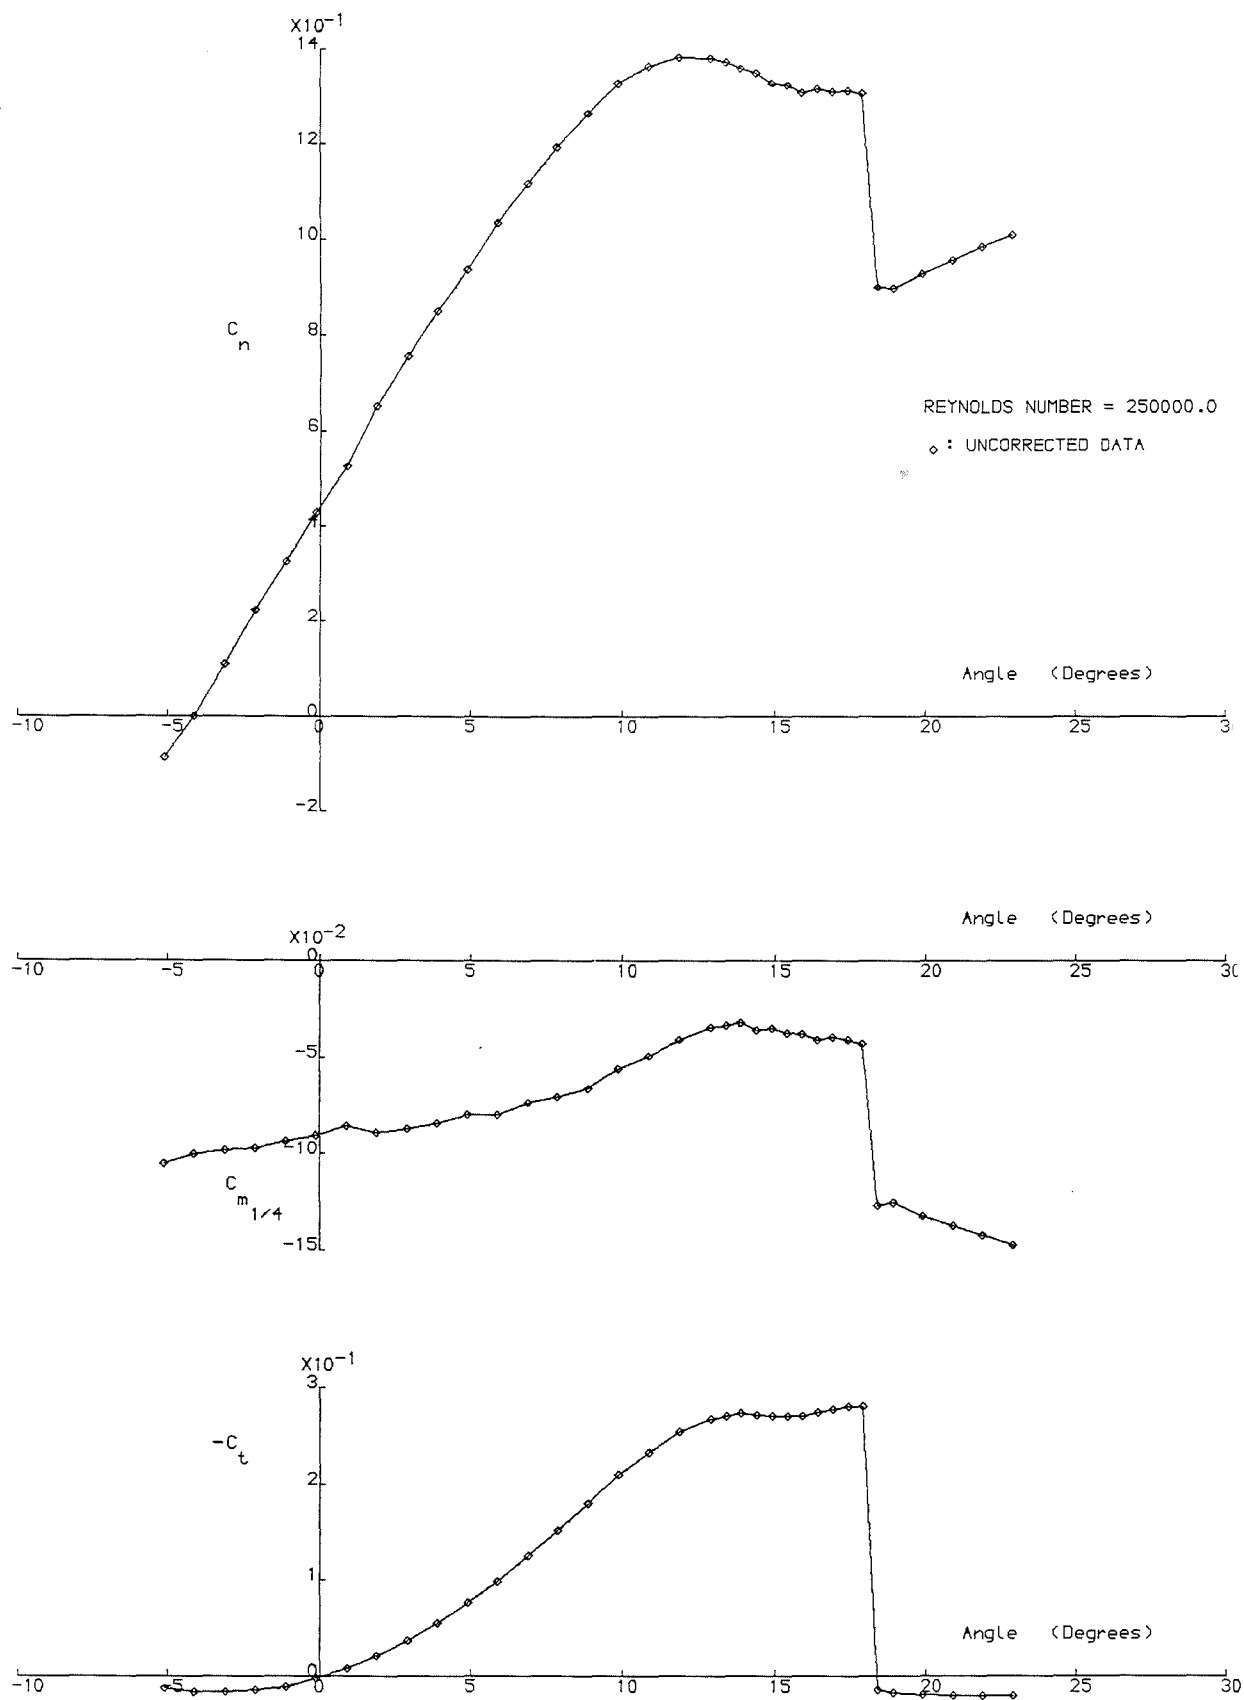 X10-1
14
12
10
8
C n
REYNOLDS NUMBER = 250000.0
6
◇ : UNCORRECTED DATA
4
2
Angle (Degrees)
0
-10 -5 0 5 10 15 20 25 3
-2
Angle (Degrees)
X10-2
0
-10 -5 0 5 10 15 20 25 30
-5
-10
C m 1/4
-15
X10-1
3
-C t
2
1
Angle (Degrees)
-10 -5 0 5 10 15 20 25 30